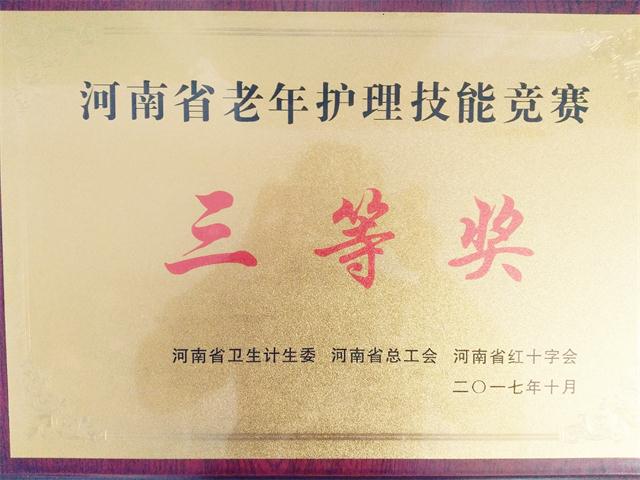 河南省老年护理技能竞赛
三等奖
河南省卫生计生委 河南省总工会 河南省红十字会
二〇一七年十月